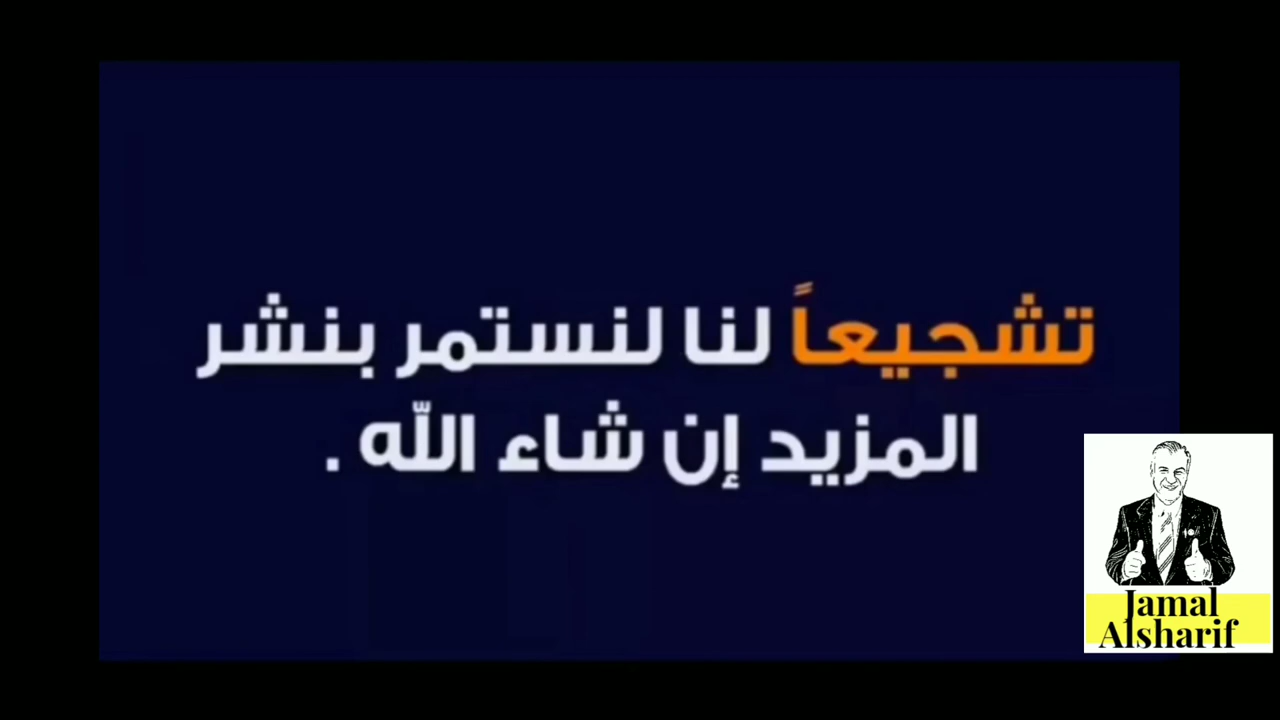 تشجيعاً لنا لنستمر بنشر
المزيد إن شاء الله .
Jamal
Alsharif